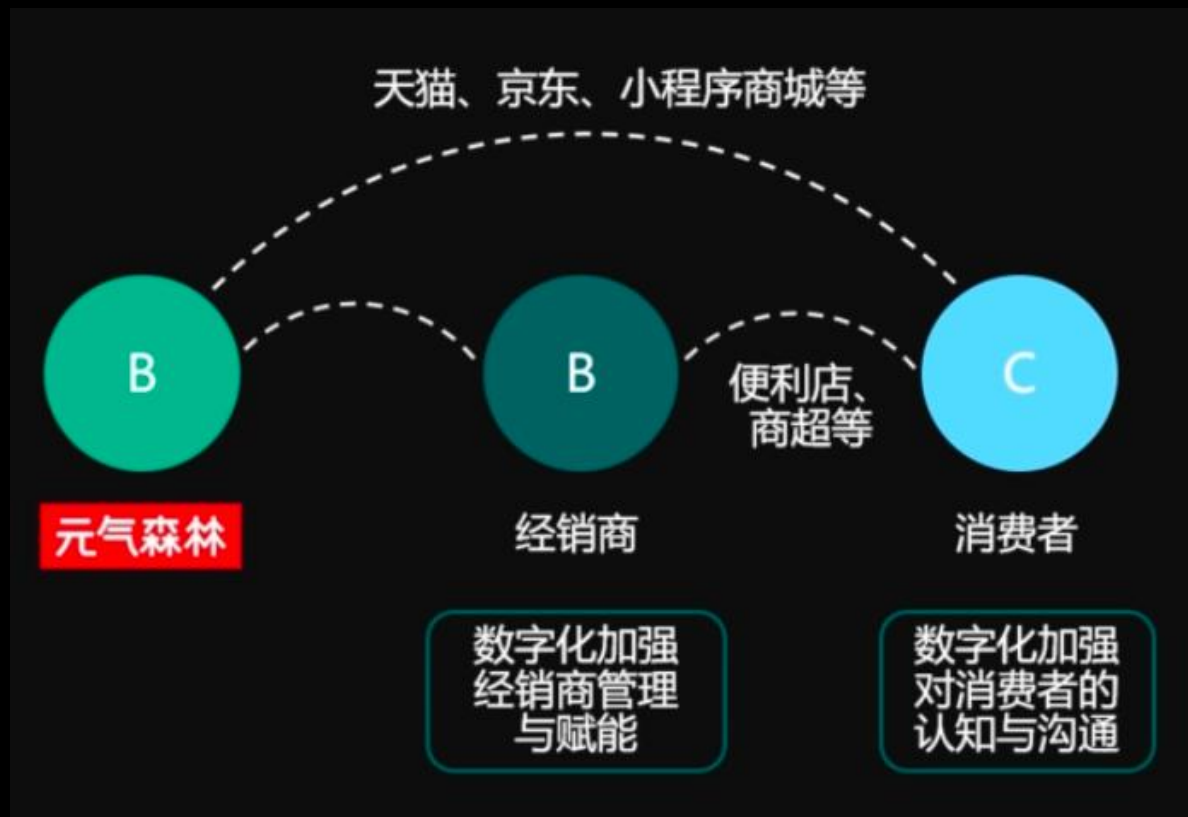 天猫、京东、小程序商城等
B
B
C
便利店、
商超等
元气森林
经销商
消费者
数字化加强
经销商管理
与赋能
数字化加强
对消费者的
认知与沟通